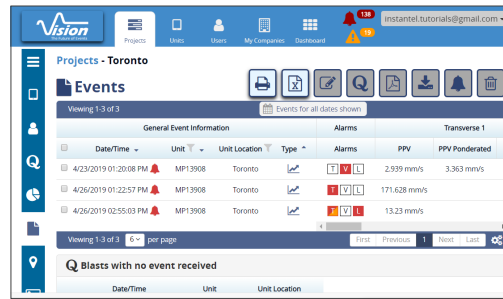 Vision
The Future of Events
Projects
Units
Users
My Companies
Dashboard
138
19
instantel.tutorials@gmail.com
Projects - Toronto
Events
Viewing 1-3 of 3
Events for all dates shown
General Event Information Alarms Transverse 1
Date/Time Unit Unit Location Type Alarms PPV PPV Ponderated
4/23/2019 01:20:08 PM MP13908 Toronto T V L 2.939 mm/s 3.363 mm/s
4/26/2019 01:22:57 PM MP13908 Toronto T V L 171.628 mm/s
4/26/2019 02:55:03 PM MP13908 Toronto T V L 13.23 mm/s
Viewing 1-3 of 3 6 per page First Previous 1 Next Last
Q Blasts with no event received
Date/Time Unit Unit Location